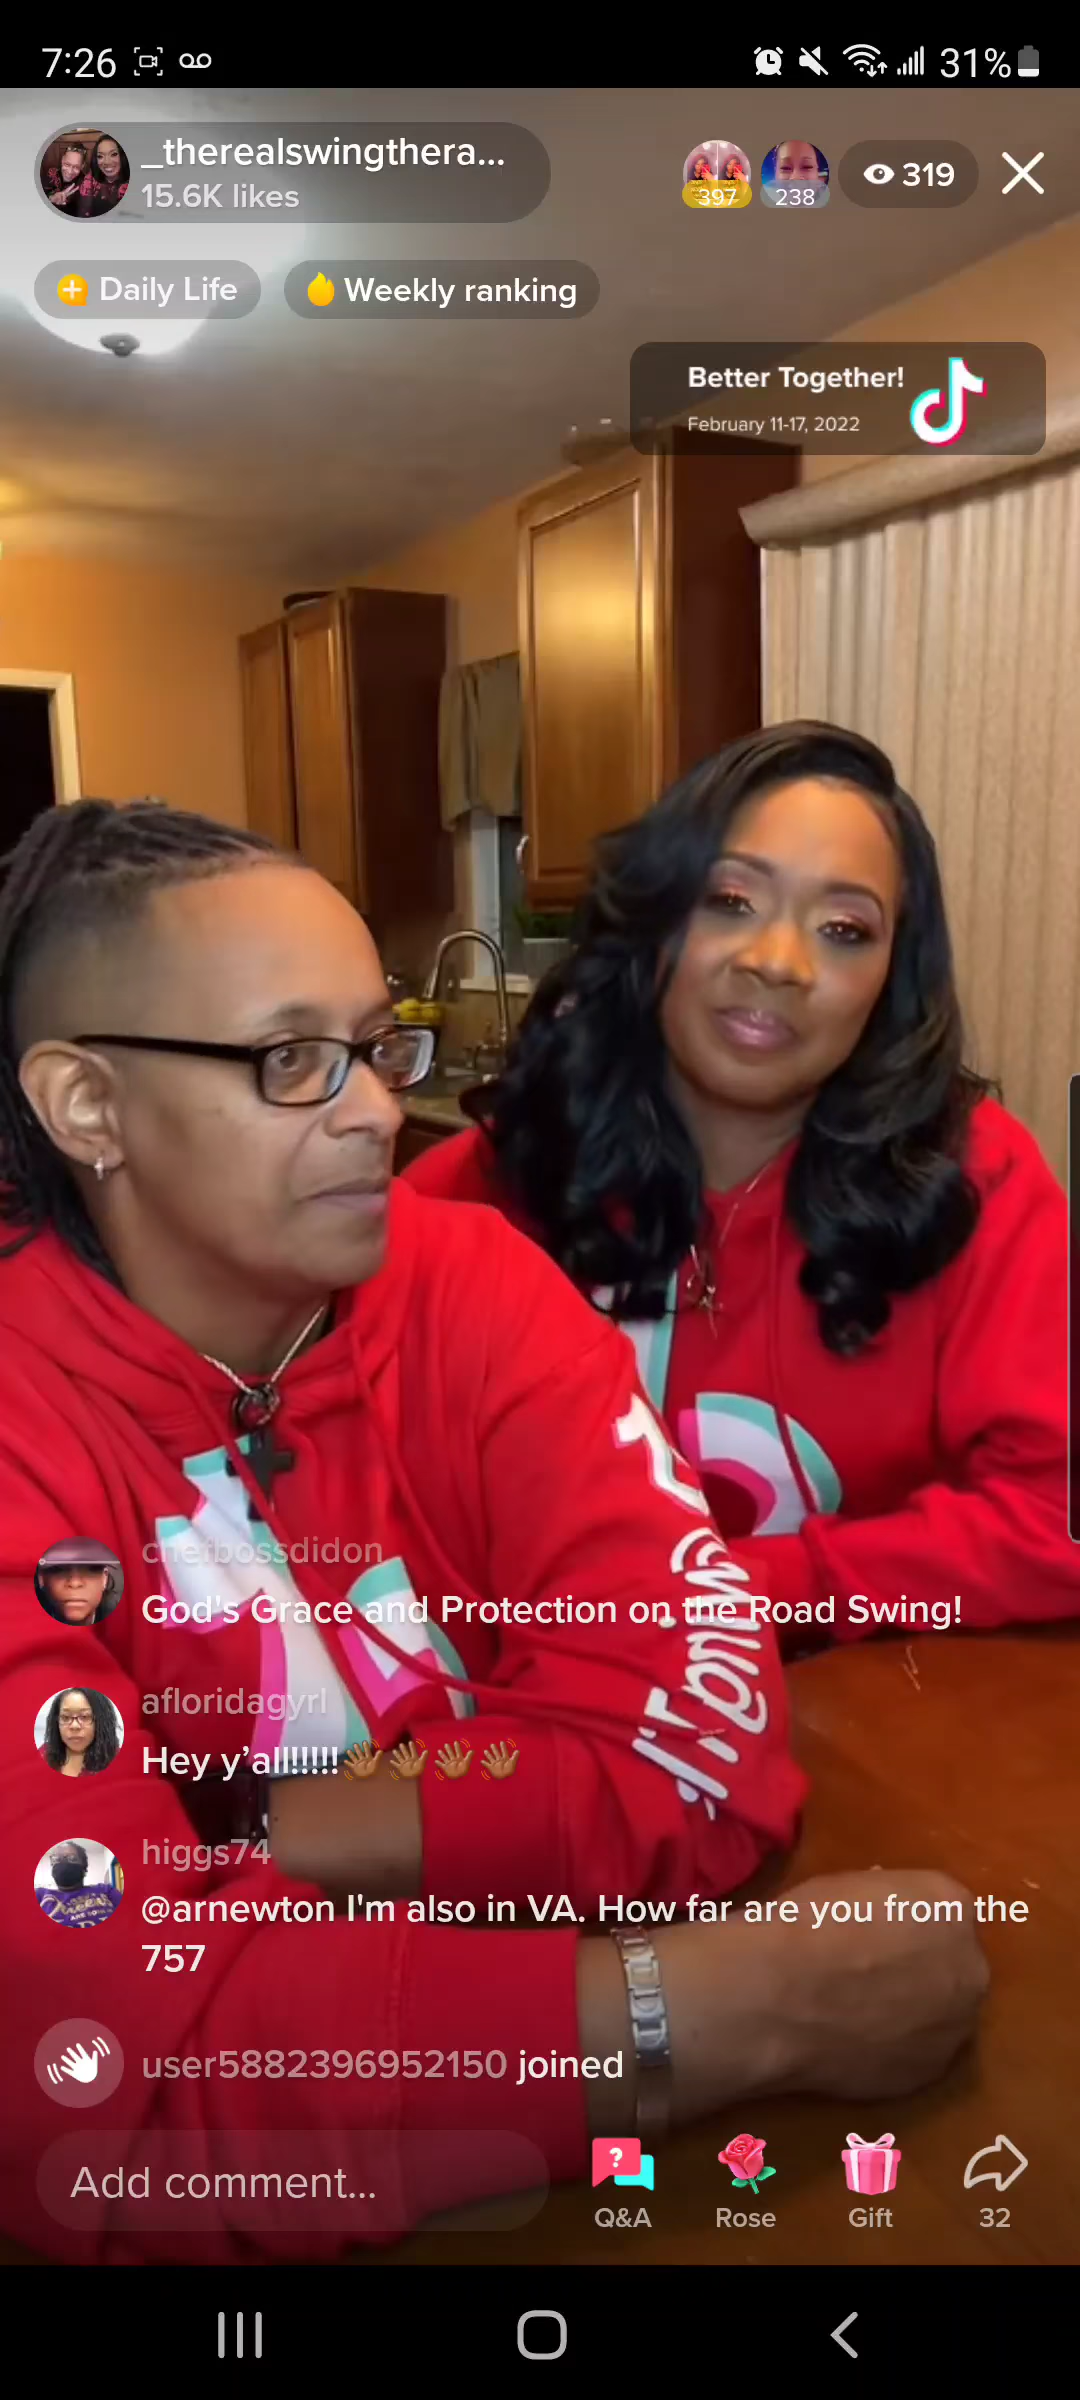 7:26
31%
_therealswingthera...
15.6K likes
397
238
319
Daily Life
Weekly ranking
Better Together!
February 11-17, 2022
chefbossdidon
God's Grace and Protection on the Road Swing!
afloridagyrl
Hey y'all!!!!!👋🏾👋🏾👋🏾👋🏾
higgs74
@arnewton I'm also in VA. How far are you from the
757
user5882396952150 joined
Add comment...
?
Q&A
Rose
Gift
32